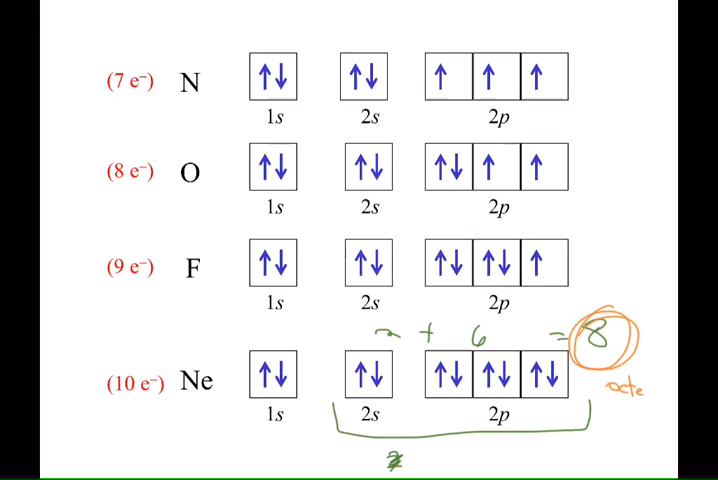 (7 e⁻) N ↑↓ ↑↓ ↑ ↑ ↑
1s 2s 2p
(8 e⁻) O ↑↓ ↑↓ ↑↓ ↑ ↑
1s 2s 2p
(9 e⁻) F ↑↓ ↑↓ ↑↓ ↑↓ ↑
1s 2s 2p
2 + 6 = 8
(10 e⁻) Ne ↑↓ ↑↓ ↑↓ ↑↓ ↑↓
octe
1s 2s 2p